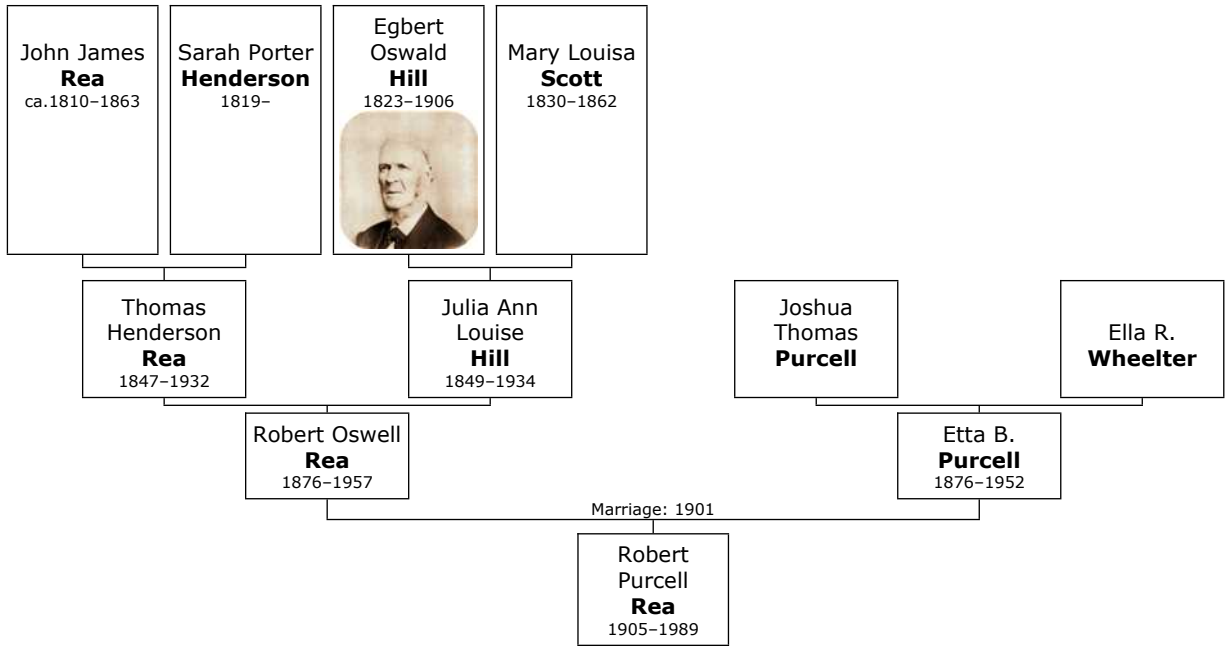 John James
Rea
ca.1810–1863
Sarah Porter
Henderson
1819–
Egbert
Oswald
Hill
1823–1906
Mary Louisa
Scott
1830–1862
Thomas
Henderson
Rea
1847–1932
Julia Ann
Louise
Hill
1849–1934
Joshua
Thomas
Purcell
Ella R.
Wheelter
Robert Oswell
Rea
1876–1957
Etta B.
Purcell
1876–1952
Marriage: 1901
Robert
Purcell
Rea
1905–1989